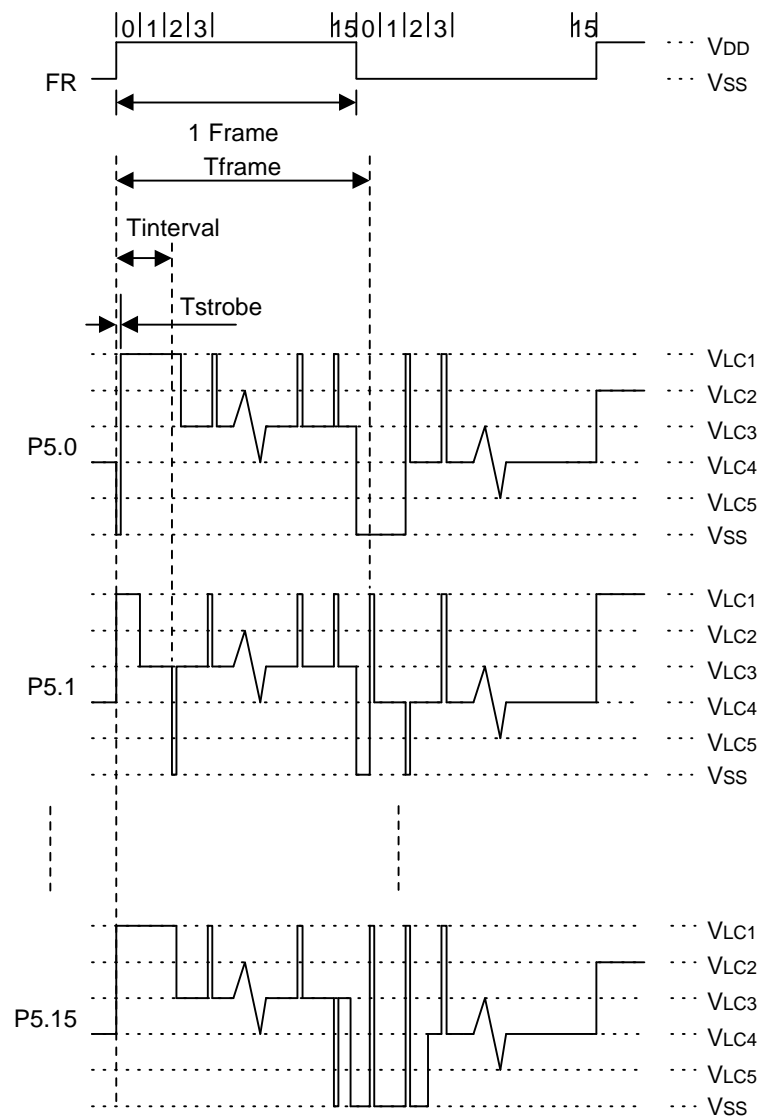 0|1|2|3| 15|0|1|2|3| 15
VDD
FR
VSS
1 Frame
Tframe
Tinterval
Tstrobe
VLC1
VLC2
VLC3
P5.0
VLC4
VLC5
VSS
VLC1
VLC2
VLC3
P5.1
VLC4
VLC5
VSS
VLC1
VLC2
VLC3
P5.15
VLC4
VLC5
VSS